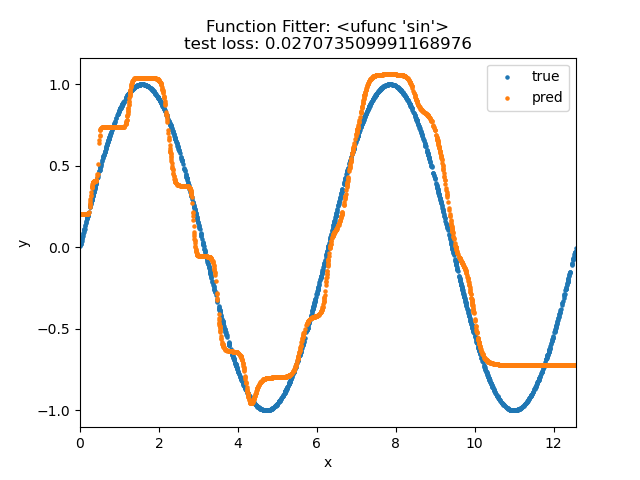 Function Fitter: <ufunc 'sin'>
test loss: 0.027073509991168976
true
pred
1.0
0.5
0.0
−0.5
−1.0
y
0
2
4
6
8
10
12
x